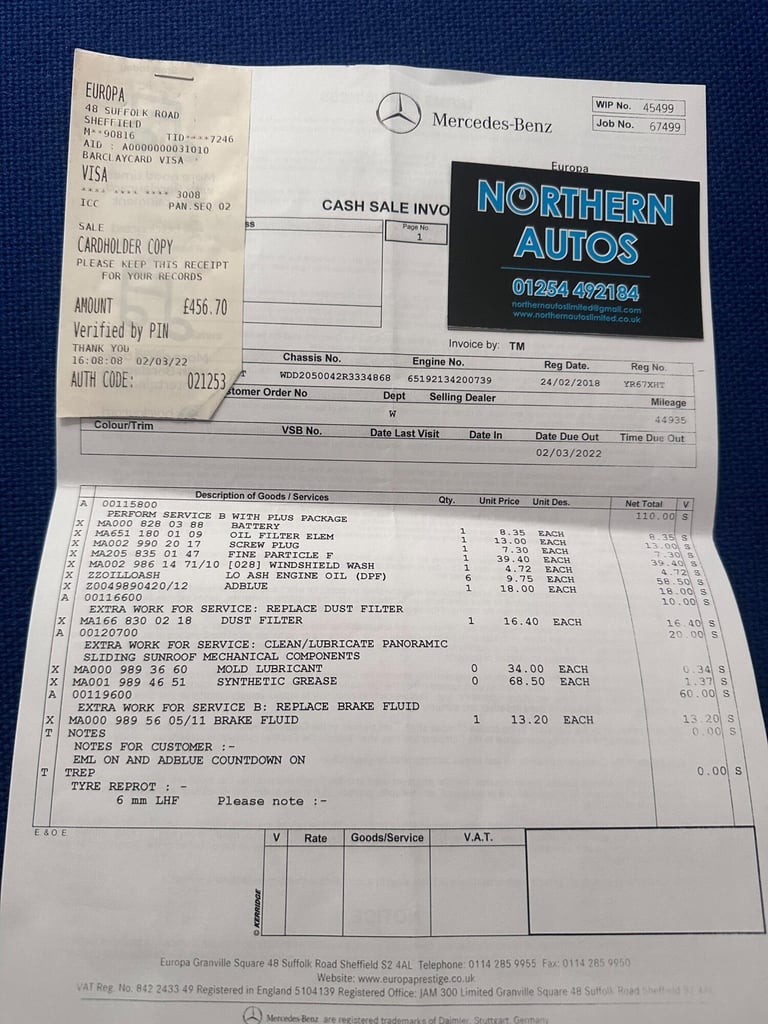 EUROPA
48 SUFFOLK ROAD
SHEFFIELD
M**90816 TID****7246
AID : A0000000031010
BARCLAYCARD VISA
VISA
**** **** **** 3008
ICC PAN.SEQ 02
SALE
CARDHOLDER COPY
PLEASE KEEP THIS RECEIPT
FOR YOUR RECORDS
AMOUNT £456.70
Verified by PIN
THANK YOU
16:08:08 02/03/22
AUTH CODE: 021253
Mercedes-Benz
WIP No. 45499
Job No. 67499
Europa
CASH SALE INVO
ss
Page No.
1
NORTHERN
AUTOS
01254 492184
northernautoslimited@gmail.com
www.northernautoslimited.co.uk
Invoice by: TM
Chassis No. Engine No. Reg Date. Reg No.
WDD2050042R3334868 65192134200739 24/02/2018 YR67XHT
stomer Order No Dept Selling Dealer Mileage
W 44935
Colour/Trim VSB No. Date Last Visit Date In Date Due Out Time Due Out
02/03/2022
Description of Goods / Services Qty. Unit Price Unit Des. Net Total V
A 00115800 110.00 S
PERFORM SERVICE B WITH PLUS PACKAGE
X MA000 828 03 88 BATTERY 1 8.35 EACH 8.35 S
X MA651 180 01 09 OIL FILTER ELEM 1 13.00 EACH 13.00 S
X MA002 990 20 17 SCREW PLUG 1 7.30 EACH 7.30 S
X MA205 835 01 47 FINE PARTICLE F 1 39.40 EACH 39.40 S
X MA002 986 14 71/10 [028] WINDSHIELD WASH 1 4.72 EACH 4.72 S
X ZZOILLOASH LO ASH ENGINE OIL (DPF) 6 9.75 EACH 58.50 S
X Z0049890420/12 ADBLUE 1 18.00 EACH 18.00 S
A 00116600 10.00 S
EXTRA WORK FOR SERVICE: REPLACE DUST FILTER
X MA166 830 02 18 DUST FILTER 1 16.40 EACH 16.40 S
A 00120700 20.00 S
EXTRA WORK FOR SERVICE: CLEAN/LUBRICATE PANORAMIC
SLIDING SUNROOF MECHANICAL COMPONENTS
X MA000 989 36 60 MOLD LUBRICANT 0 34.00 EACH 0.34 S
X MA001 989 46 51 SYNTHETIC GREASE 0 68.50 EACH 1.37 S
A 00119600 60.00 S
EXTRA WORK FOR SERVICE B: REPLACE BRAKE FLUID
X MA000 989 56 05/11 BRAKE FLUID 1 13.20 EACH 13.20 S
T NOTES 0.00 S
NOTES FOR CUSTOMER :-
EML ON AND ADBLUE COUNTDOWN ON
T TREP 0.00 S
TYRE REPROT : -
6 mm LHF Please note :-
E & O E
V Rate Goods/Service V.A.T.
© KERRIDGE
Europa Granville Square 48 Suffolk Road Sheffield S2 4AL Telephone: 0114 285 9955 Fax: 0114 285 9950
Website: www.europaprestige.co.uk
VAT Reg. No. 842 2433 49 Registered in England 5104139 Registered Office: JAM 300 Limited Granville Square 48 Suffolk Road Sheffield S2 4AL
Mercedes-Benz are registered trademarks of Daimler, Stuttgart, Germany